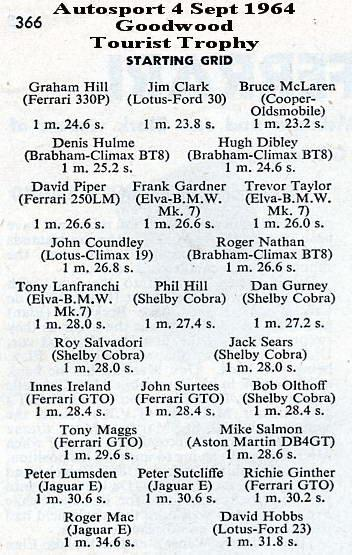 Autosport 4 Sept 1964
366
Goodwood
Tourist Trophy
STARTING GRID
Graham Hill Jim Clark Bruce McLaren
(Ferrari 330P) (Lotus-Ford 30) (Cooper-
Oldsmobile)
1 m. 24.6 s. 1 m. 23.8 s. 1 m. 23.2 s.
Denis Hulme Hugh Dibley
(Brabham-Climax BT8) (Brabham-Climax BT8)
1 m. 25.2 s. 1 m. 24.6 s.
David Piper Frank Gardner Trevor Taylor
(Ferrari 250LM) (Elva-B.M.W. (Elva-B.M.W.
Mk. 7) Mk. 7)
1 m. 26.6 s. 1 m. 26.6 s. 1 m. 26.0 s.
John Coundley Roger Nathan
(Lotus-Climax 19) (Brabham-Climax BT8)
1 m. 26.8 s. 1 m. 26.6 s.
Tony Lanfranchi Phil Hill Dan Gurney
(Elva-B.M.W. (Shelby Cobra) (Shelby Cobra)
Mk.7)
1 m. 28.0 s. 1 m. 27.4 s. 1 m. 27.2 s.
Roy Salvadori Jack Sears
(Shelby Cobra) (Shelby Cobra)
1 m. 28.0 s. 1 m. 28.0 s.
Innes Ireland John Surtees Bob Olthoff
(Ferrari GTO) (Ferrari GTO) (Shelby Cobra)
1 m. 28.4 s. 1 m. 28.4 s. 1 m. 28.4 s.
Tony Maggs Mike Salmon
(Ferrari GTO) (Aston Martin DB4GT)
1 m. 29.6 s. 1 m. 28.6 s.
Peter Lumsden Peter Sutcliffe Richie Ginther
(Jaguar E) (Jaguar E) (Ferrari GTO)
1 m. 30.6 s. 1 m. 30.6 s. 1 m. 30.2 s.
Roger Mac David Hobbs
(Jaguar E) (Lotus-Ford 23)
1 m. 34.6 s. 1 m. 31.8 s.